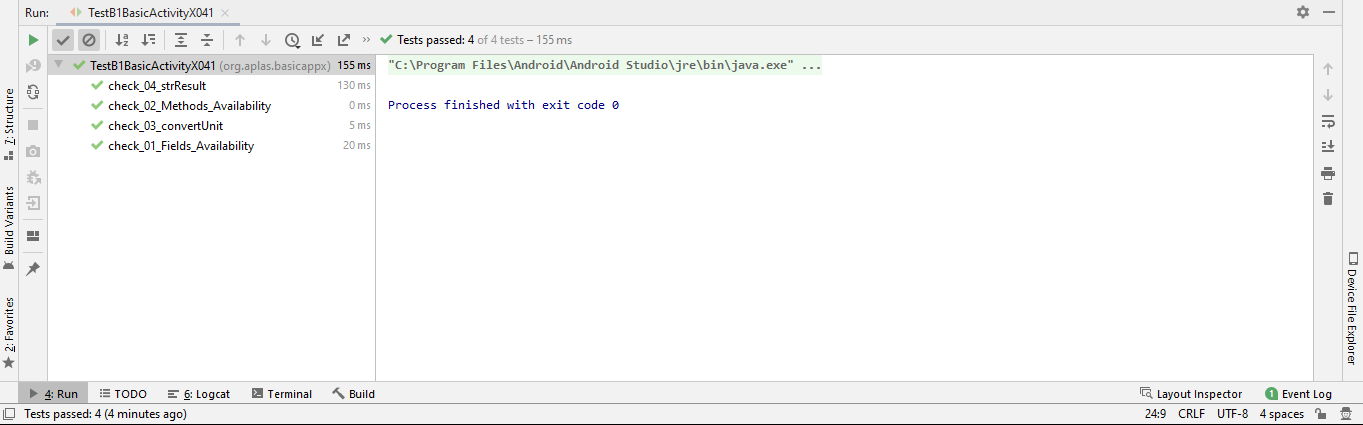 Run: TestB1BasicActivityX041
Tests passed: 4 of 4 tests – 155 ms
TestB1BasicActivityX041 (org.aplas.basicappx) 155 ms
check_04_strResult 130 ms
check_02_Methods_Availability 0 ms
check_03_convertUnit 5 ms
check_01_Fields_Availability 20 ms
"C:\Program Files\Android\Android Studio\jre\bin\java.exe" ...
Process finished with exit code 0
7: Structure
Build Variants
2: Favorites
Device File Explorer
4: Run TODO 6: Logcat Terminal Build Layout Inspector 1 Event Log
Tests passed: 4 (4 minutes ago) 24:9 CRLF UTF-8 4 spaces